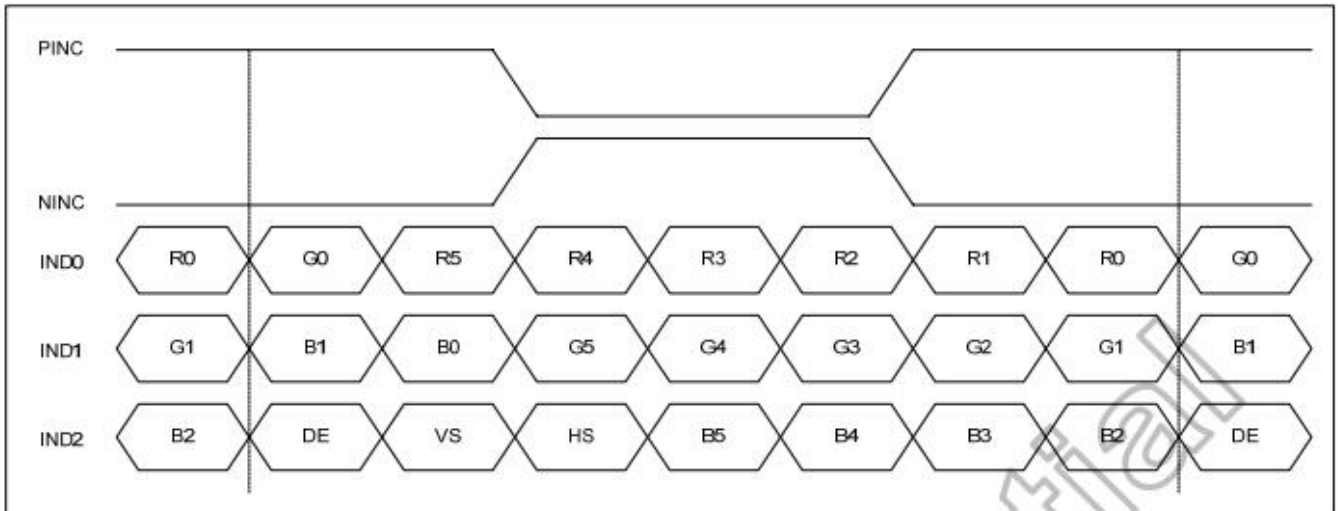 PINC
NINC
IND0 R0 G0 R5 R4 R3 R2 R1 R0 G0
IND1 G1 B1 B0 G5 G4 G3 G2 G1 B1
IND2 B2 DE VS HS B5 B4 B3 B2 DE
tial